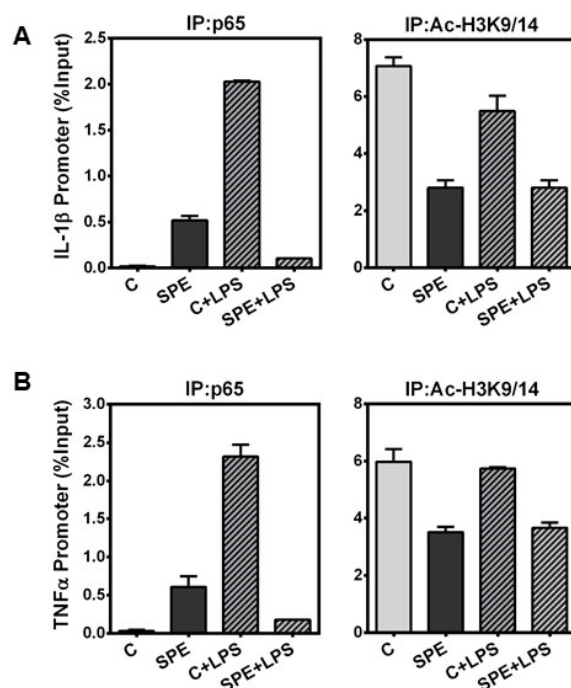 A
IP:p65
IL-1β Promoter (%Input)
2.5
2.0
1.5
1.0
0.5
0.0
C
SPE
C+LPS
SPE+LPS
IP:Ac-H3K9/14
8
6
4
2
0
C
SPE
C+LPS
SPE+LPS
B
IP:p65
TNFα Promoter (%Input)
3.0
2.5
2.0
1.5
1.0
0.5
0.0
C
SPE
C+LPS
SPE+LPS
IP:Ac-H3K9/14
8
6
4
2
0
C
SPE
C+LPS
SPE+LPS